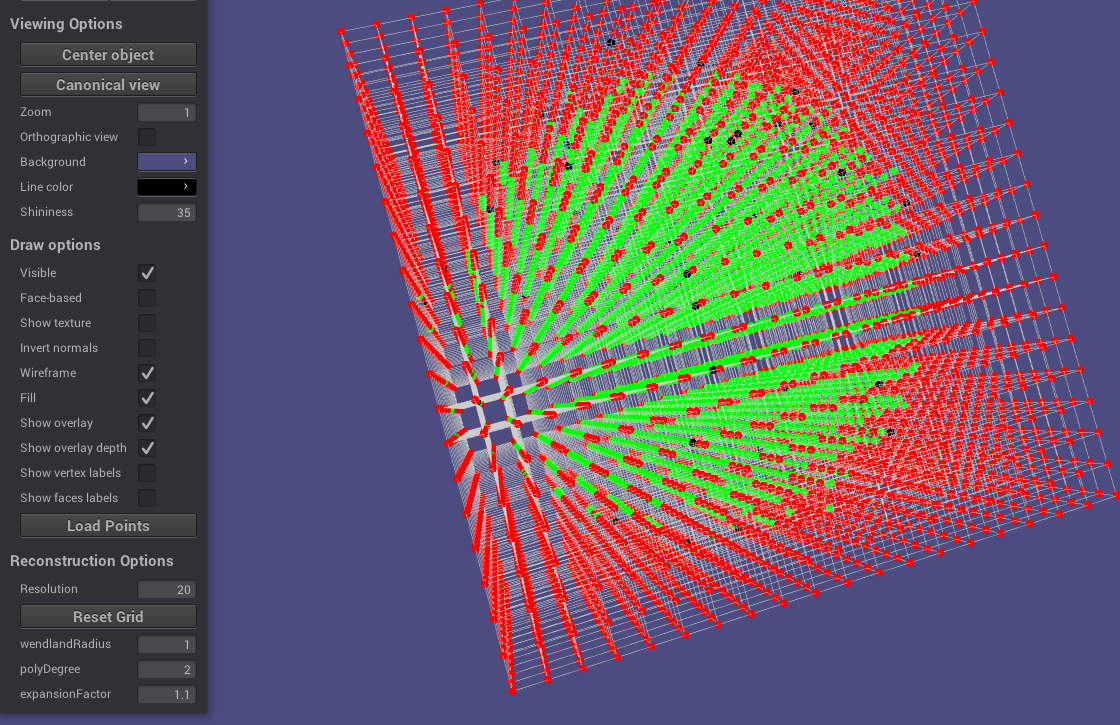 Viewing Options
Center object
Canonical view
Zoom 1
Orthographic view
Background
Line color
Shininess 35
Draw options
Visible
Face-based
Show texture
Invert normals
Wireframe
Fill
Show overlay
Show overlay depth
Show vertex labels
Show faces labels
Load Points
Reconstruction Options
Resolution 20
Reset Grid
wendlandRadius 1
polyDegree 2
expansionFactor 1.1